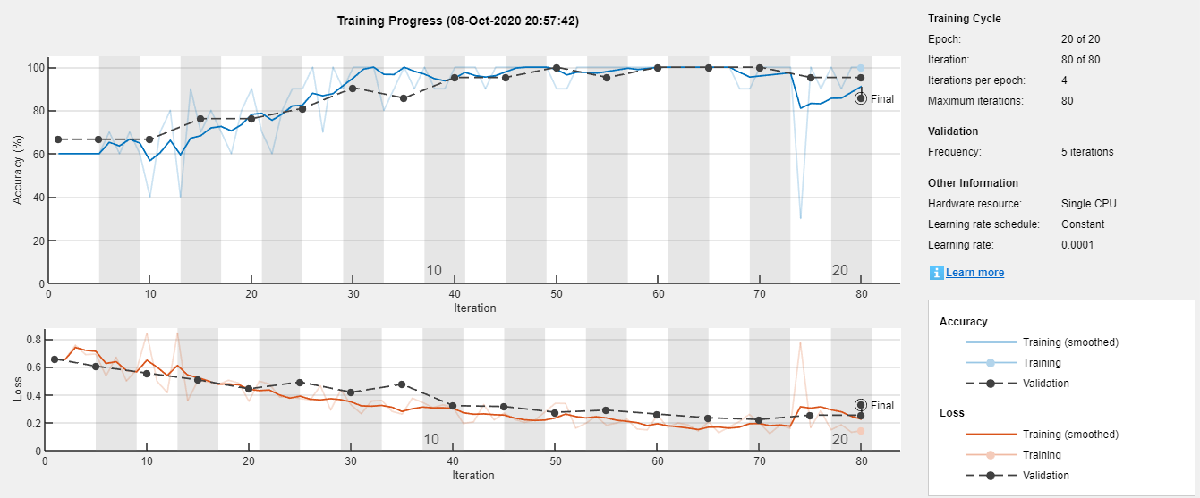 Training Progress (08-Oct-2020 20:57:42)
100
80
60
40
20
0
Accuracy (%)
Final
10
20
0 10 20 30 40 50 60 70 80
Iteration
0.8
0.6
0.4
0.2
0
Loss
Final
10
20
0 10 20 30 40 50 60 70 80
Iteration
Training Cycle
Epoch: 20 of 20
Iteration: 80 of 80
Iterations per epoch: 4
Maximum iterations: 80
Validation
Frequency: 5 iterations
Other Information
Hardware resource: Single CPU
Learning rate schedule: Constant
Learning rate: 0.0001
i Learn more
Accuracy
Training (smoothed)
Training
Validation
Loss
Training (smoothed)
Training
Validation